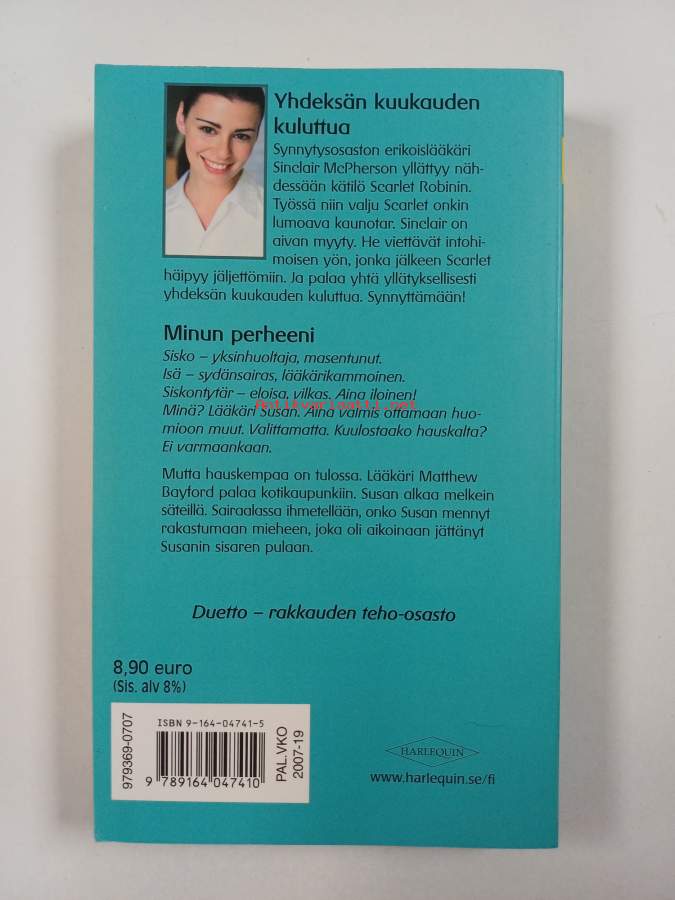 Yhdeksän kuukauden
kuluttua
Synnytysosaston erikoislääkäri
Sinclair McPherson yllättyy näh-
dessään kätilö Scarlet Robinin.
Työssä niin valju Scarlet onkin
lumoava kaunotar. Sinclair on
aivan myyty. He viettävät intohi-
moisen yön, jonka jälkeen Scarlet
häipyy jäljettömiin. Ja palaa yhtä yllätyksellisesti
yhdeksän kuukauden kuluttua. Synnyttämään!
Minun perheeni
Sisko – yksinhuoltaja, masentunut.
Isä – sydänsairas, lääkärikammoinen.
Siskontytär – eloisa, vilkas. Aina iloinen!
Antikvariaatti.net
Minä? Lääkäri Susan. Aina valmis ottamaan huo-
mioon muut. Valittamatta. Kuulostaako hauskalta?
Ei varmaankaan.
Mutta hauskempaa on tulossa. Lääkäri Matthew
Bayford palaa kotikaupunkiin. Susan alkaa melkein
säteillä. Sairaalassa ihmetellään, onko Susan mennyt
rakastumaan mieheen, joka oli aikoinaan jättänyt
Susanin sisaren pulaan.
Duetto – rakkauden teho-osasto
8,90 euro
(Sis. alv 8%)
979369-0707
ISBN 9-164-04741-5
9 789164 047410
PAL.VKO
2007-19
HARLEQUIN
www.harlequin.se/fi